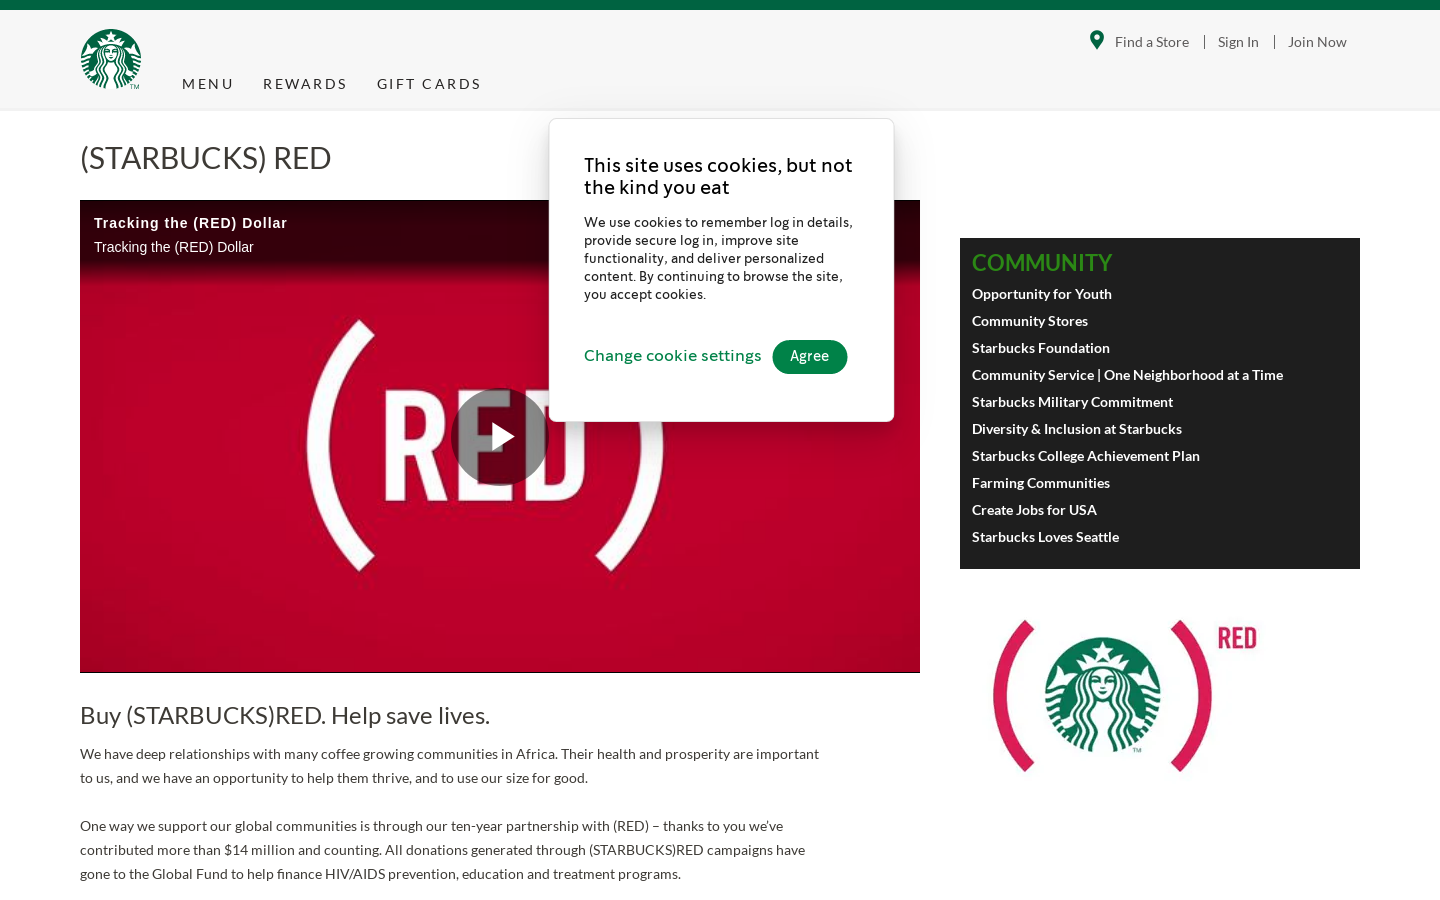 Find a Store
Sign In
Join Now
MENU
REWARDS
GIFT CARDS
(STARBUCKS) RED
Tracking the (RED) Dollar
Tracking the (RED) Dollar
(RED)
This site uses cookies, but not
the kind you eat
We use cookies to remember log in details,
provide secure log in, improve site
functionality, and deliver personalized
content. By continuing to browse the site,
you accept cookies.
Change cookie settings
Agree
COMMUNITY
Opportunity for Youth
Community Stores
Starbucks Foundation
Community Service | One Neighborhood at a Time
Starbucks Military Commitment
Diversity & Inclusion at Starbucks
Starbucks College Achievement Plan
Farming Communities
Create Jobs for USA
Starbucks Loves Seattle
( ) RED
TM
TM
Buy (STARBUCKS)RED. Help save lives.
We have deep relationships with many coffee growing communities in Africa. Their health and prosperity are important
to us, and we have an opportunity to help them thrive, and to use our size for good.
One way we support our global communities is through our ten-year partnership with (RED) – thanks to you we’ve
contributed more than $14 million and counting. All donations generated through (STARBUCKS)RED campaigns have
gone to the Global Fund to help finance HIV/AIDS prevention, education and treatment programs.